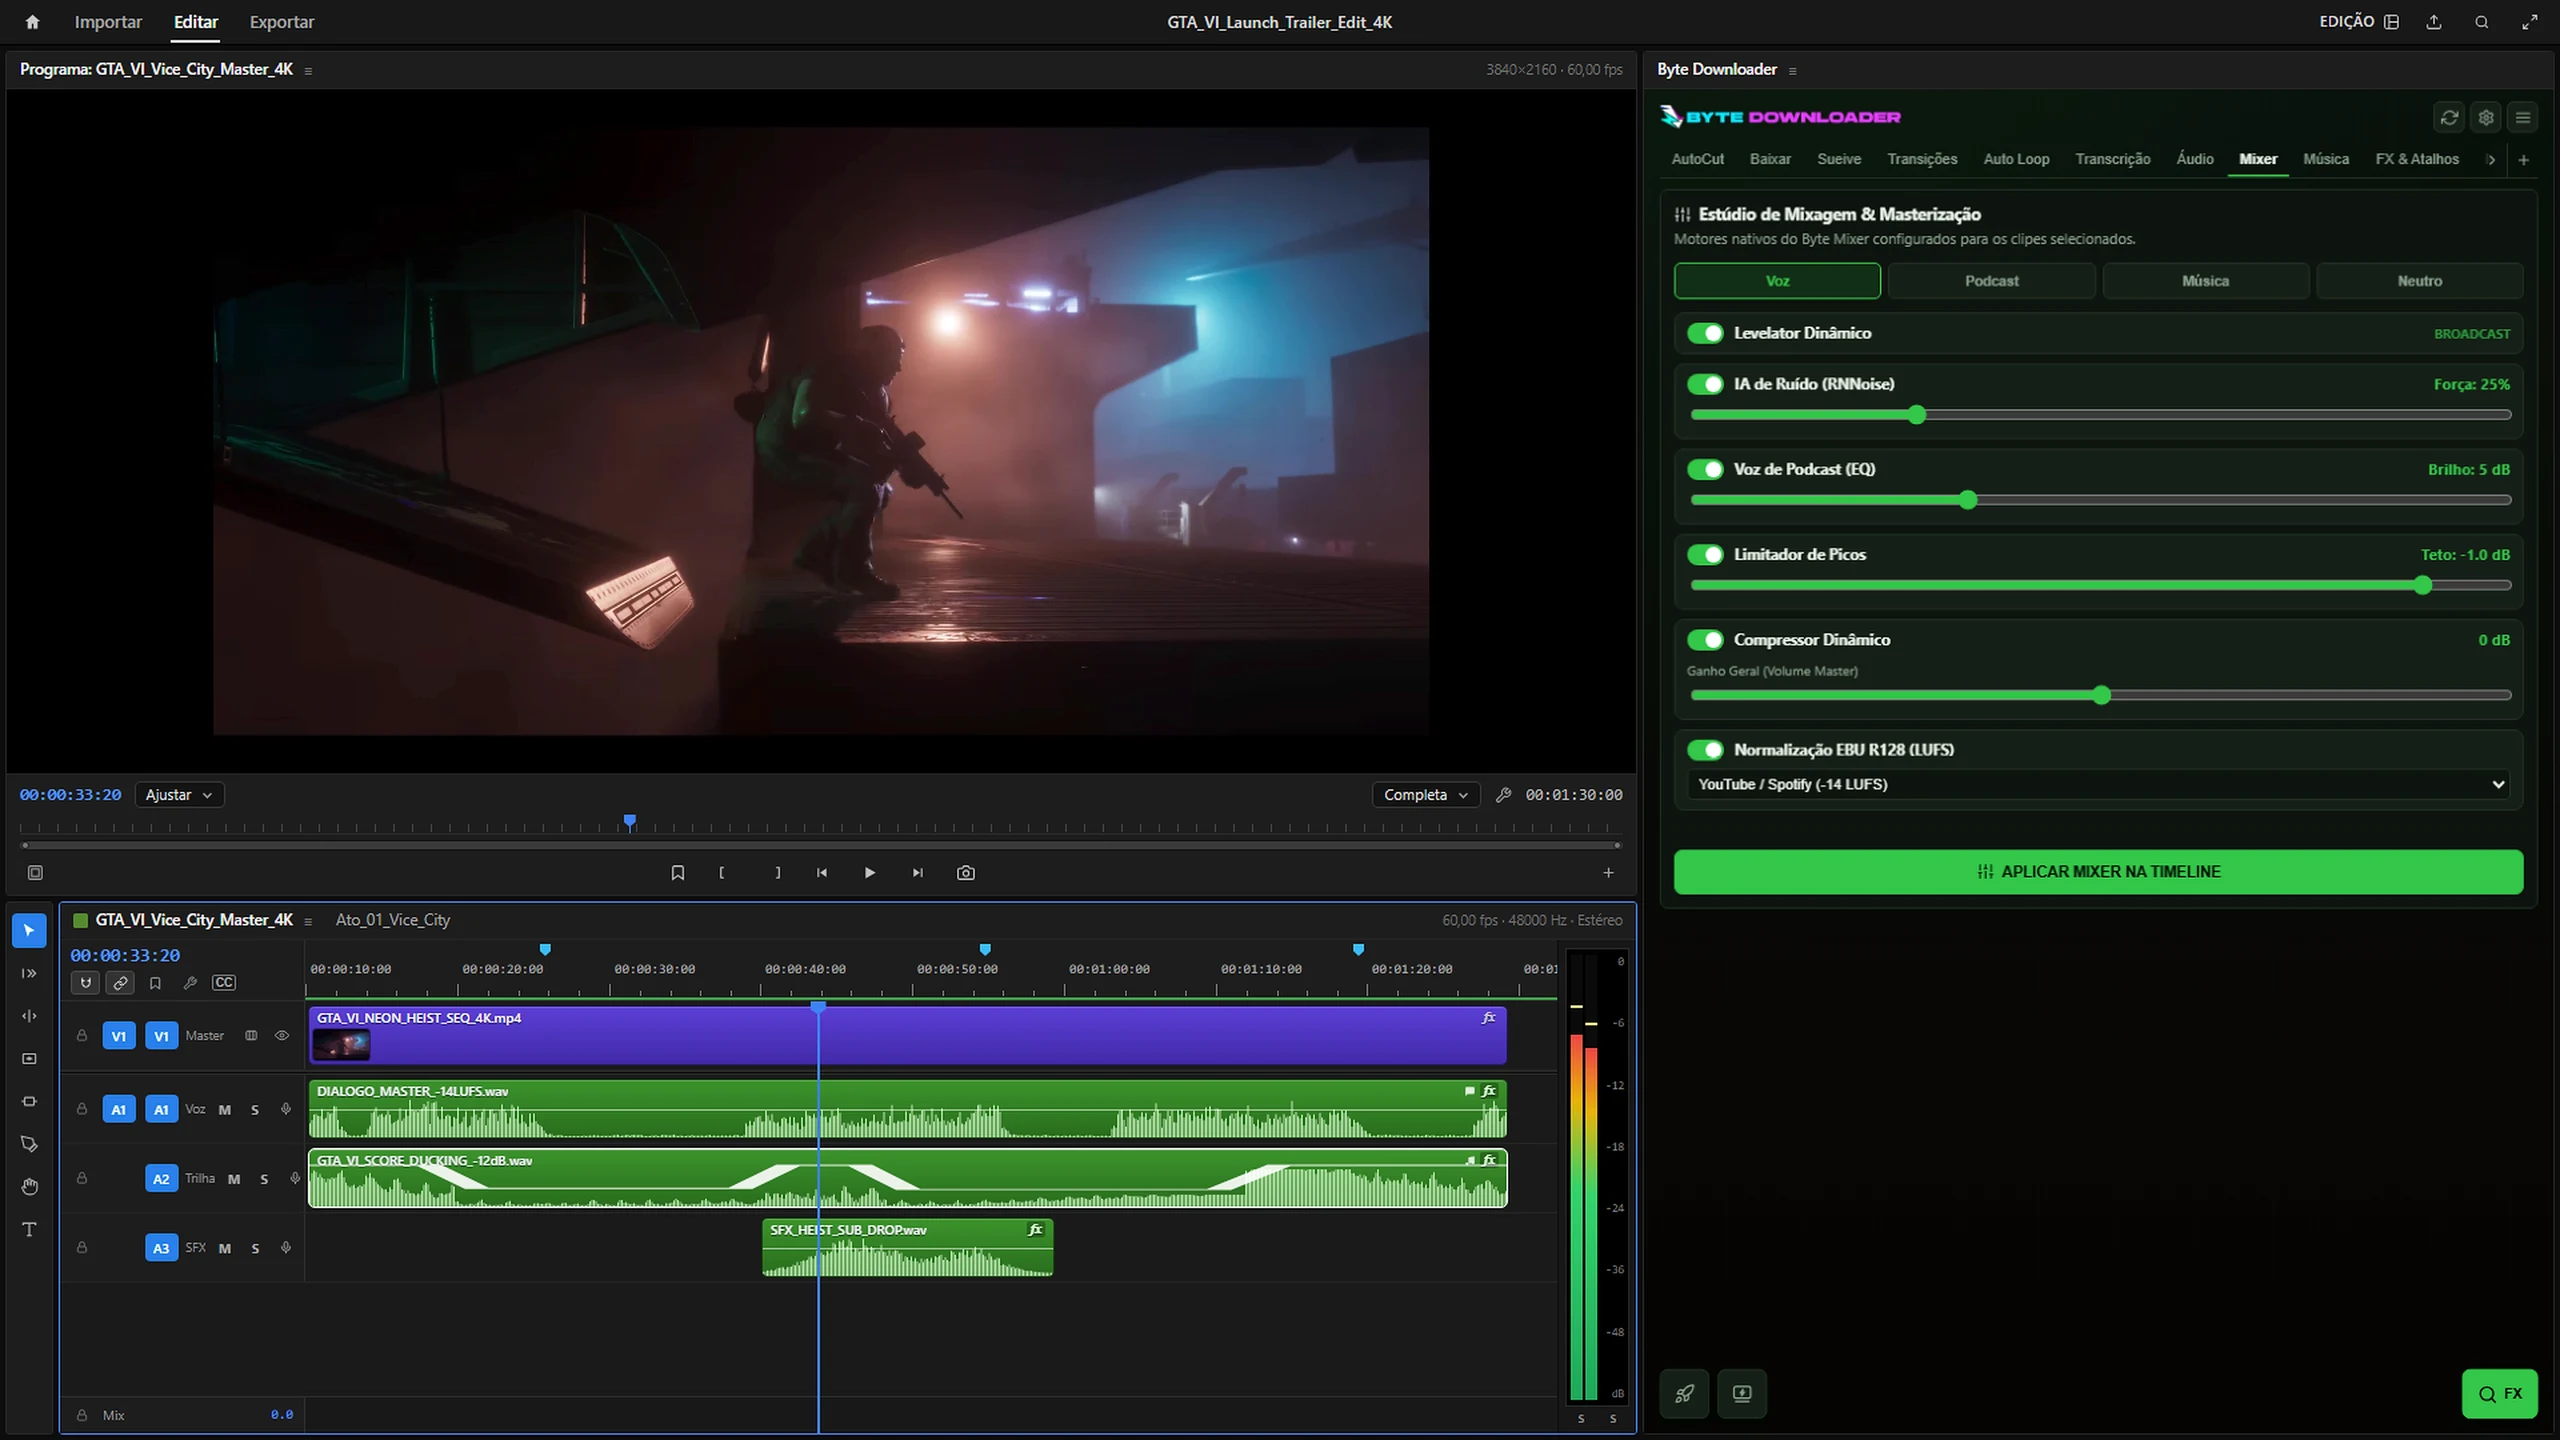 Importar Editar Exportar
GTA_VI_Launch_Trailer_Edit_4K
EDIÇÃO
Programa: GTA_VI_Vice_City_Master_4K
3840×2160 · 60,00 fps
00:00:33:20 Ajustar
Completa 00:01:30:00
GTA_VI_Vice_City_Master_4K Ato_01_Vice_City
60,00 fps · 48000 Hz · Estéreo
00:00:33:20
00:00:10:00 00:00:20:00 00:00:30:00 00:00:40:00 00:00:50:00 00:01:00:00 00:01:10:00 00:01:20:00 00:01
CC
V1 V1 Master
GTA_VI_NEON_HEIST_SEQ_4K.mp4 fx
A1 A1 Voz M S
DIALOGO_MASTER_-14LUFS.wav fx
A2 Trilha M S
GTA_VI_SCORE_DUCKING_-12dB.wav fx
A3 SFX M S
SFX_HEIST_SUB_DROP.wav fx
Mix 0.0
0
-6
-12
-18
-24
-36
-48
dB
S S
Byte Downloader
BYTE DOWNLOADER
AutoCut Baixar Sueive Transições Auto Loop Transcrição Áudio Mixer Música FX & Atalhos
Estúdio de Mixagem & Masterização
Motores nativos do Byte Mixer configurados para os clipes selecionados.
Voz Podcast Música Neutro
Levelator Dinâmico BROADCAST
IA de Ruído (RNNoise) Força: 25%
Voz de Podcast (EQ) Brilho: 5 dB
Limitador de Picos Teto: -1.0 dB
Compressor Dinâmico 0 dB
Ganho Geral (Volume Master)
Normalização EBU R128 (LUFS)
YouTube / Spotify (-14 LUFS)
APLICAR MIXER NA TIMELINE
FX